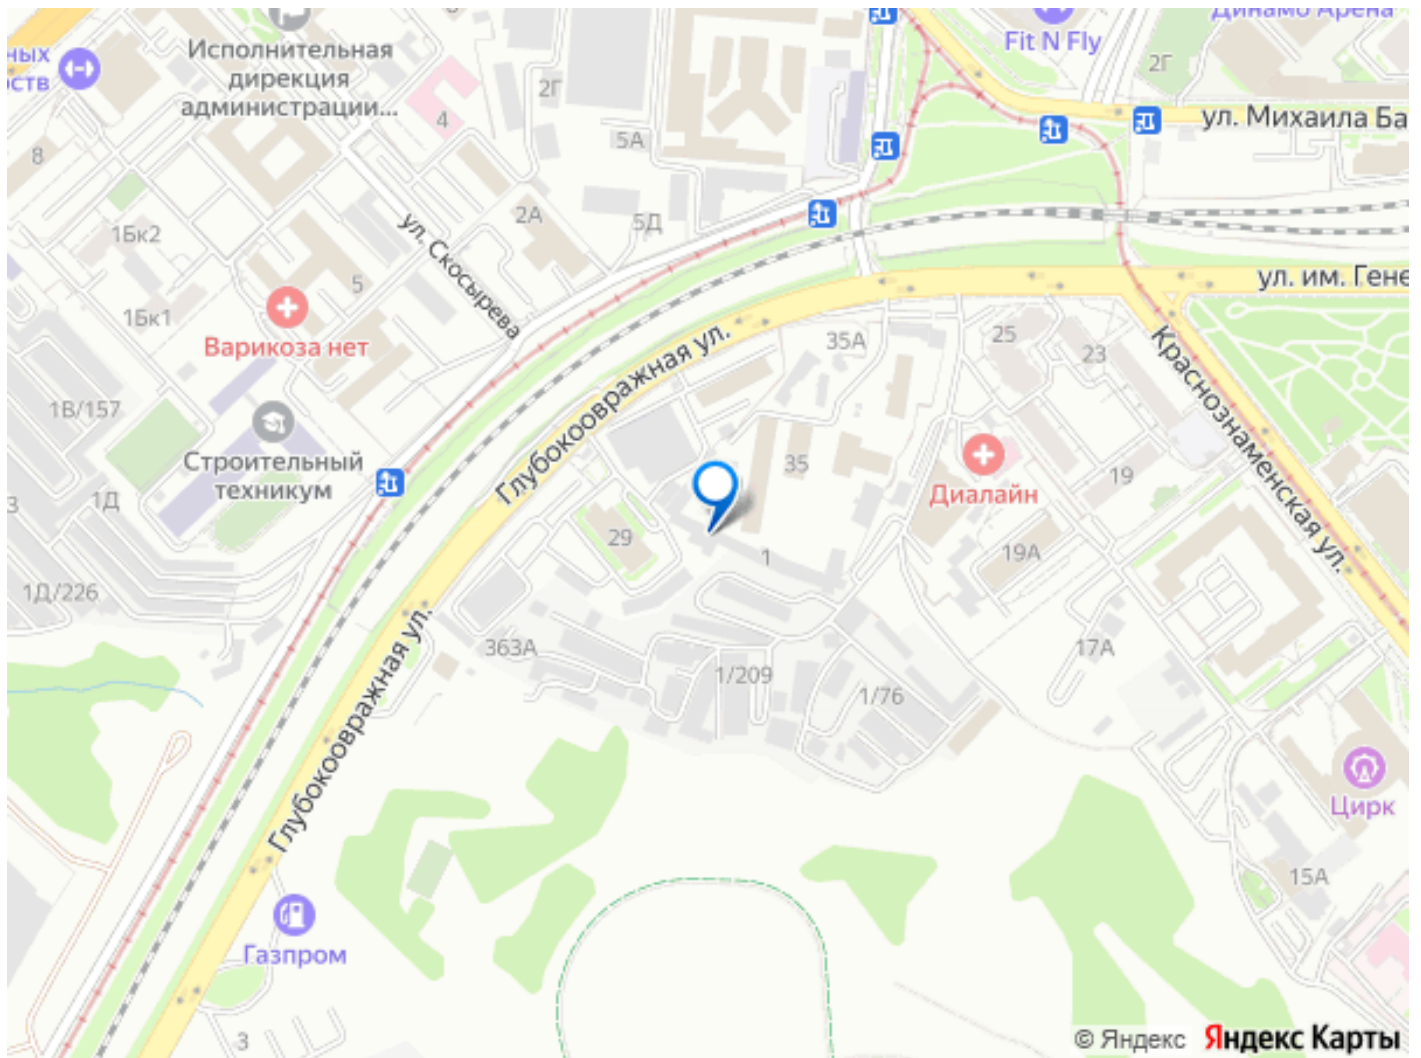 ных
ств
Исполнительная
дирекция
администрации...
8
4
2Г
5А
2А
5Д
1Бк2
1Бк1
5
ул. Скосырева
Варикоза нет
1В/157
Строительный
техникум
3
1Д
1Д/226
Fit N Fly
Динамо Арена
2Г
ул. Михаила Ба
ул. им. Гене
Глубокоовражная ул.
35А
25
23
Краснознаменская ул.
35
Диалайн
19
29
1
19А
363А
Глубокоовражная ул.
1/209
1/76
17А
Цирк
15А
Газпром
3
© Яндекс Яндекс Карты